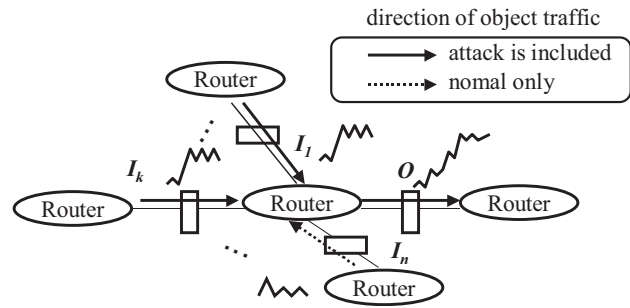 direction of object traffic
attack is included
nomal only
Router
I1
Ik
O
Router
Router
Router
In
Router